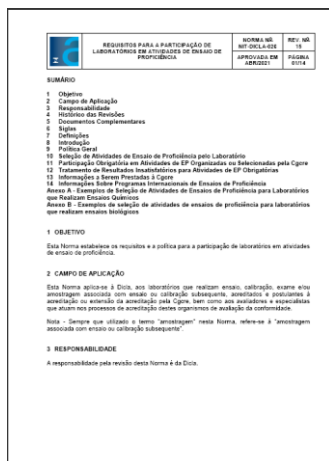 REQUISITOS PARA A PARTICIPAÇÃO DE
LABORATÓRIOS EM ATIVIDADES DE ENSAIO DE
PROFICIÊNCIA
NORMA Nº
NIT-DICLA-026
REV. Nº
15
APROVADA EM
ABR/2021
PÁGINA
01/14
SUMÁRIO
1 Objetivo
2 Campo de Aplicação
3 Responsabilidade
4 Histórico das Revisões
5 Documentos Complementares
6 Siglas
7 Definições
8 Introdução
9 Política Geral
10 Seleção de Atividades de Ensaio de Proficiência pelo Laboratório
11 Participação Obrigatória em Atividades de EP Organizadas ou Selecionadas pela Cgcre
12 Tratamento de Resultados Insatisfatórios para Atividades de EP Obrigatórias
13 Informações a Serem Prestadas à Cgcre
14 Informações Sobre Programas Internacionais de Ensaios de Proficiência
Anexo A - Exemplos de Seleção de Atividades de Ensaio de Proficiência para Laboratórios
que Realizam Ensaios Químicos
Anexo B - Exemplos de seleção de atividades de ensaios de proficiência para laboratórios
que realizam ensaios biológicos
1 OBJETIVO
Esta Norma estabelece os requisitos e a política para a participação de laboratórios em atividades
de ensaio de proficiência.
2 CAMPO DE APLICAÇÃO
Esta Norma aplica-se à Dicla, aos laboratórios que realizam ensaio, calibração, exame e/ou
amostragem associada com ensaio ou calibração subsequente, acreditados e postulantes à
acreditação ou extensão da acreditação pela Cgcre, bem como aos avaliadores e especialistas
que atuam nos processos de acreditação destes organismos de avaliação da conformidade.
Nota - Sempre que utilizado o termo "amostragem" nesta Norma, refere-se à "amostragem
associada com ensaio ou calibração subsequente".
3 RESPONSABILIDADE
A responsabilidade pela revisão desta Norma é da Dicla.